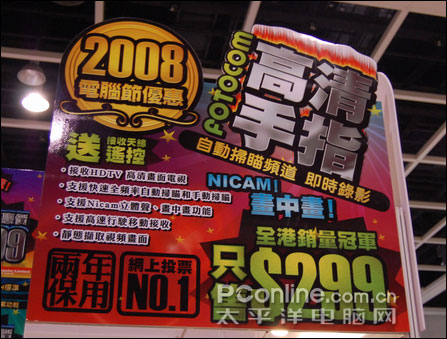 2008
電腦節優惠
Fotocom
高清
手指
自動掃瞄頻道 即時錄影
送 接收天線
遙控
NICAM!
畫中畫!
·接收HDTV 高清畫面電視
·支援快速全頻率自動掃瞄和手動掃瞄
·支援Nicam立體聲、畫中畫功能
·支援高速行駛移動接收
·靜態擷取視頻畫面
全港銷量冠軍
兩年
保用
網上投票
NO.1
只
$299
PConline.com.cn
太平洋电脑网